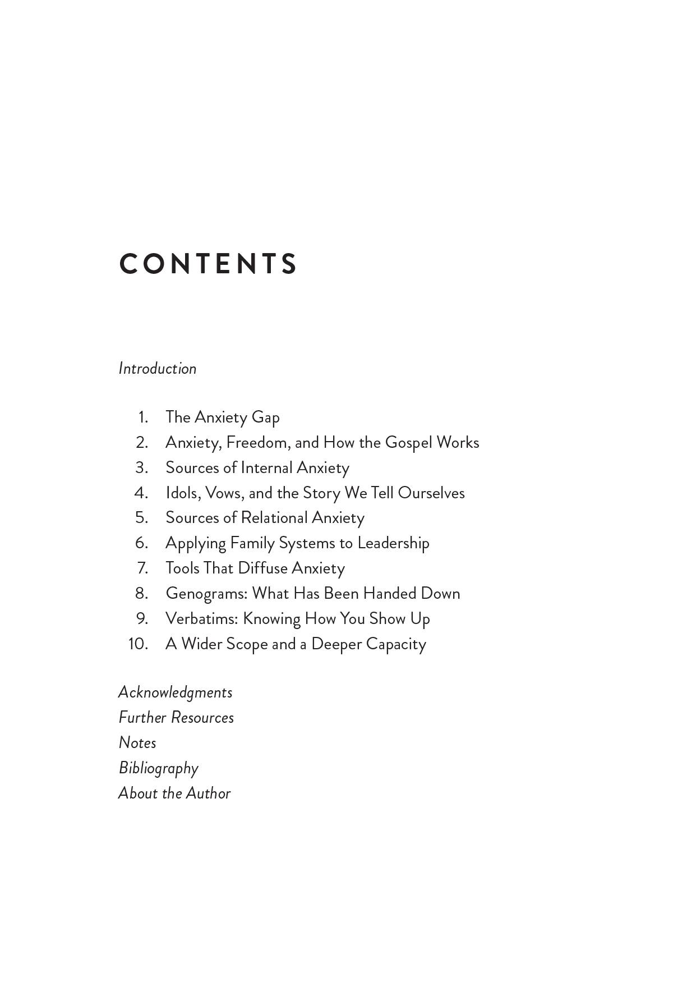 CONTENTS
Introduction
1. The Anxiety Gap
2. Anxiety, Freedom, and How the Gospel Works
3. Sources of Internal Anxiety
4. Idols, Vows, and the Story We Tell Ourselves
5. Sources of Relational Anxiety
6. Applying Family Systems to Leadership
7. Tools That Diffuse Anxiety
8. Genograms: What Has Been Handed Down
9. Verbatims: Knowing How You Show Up
10. A Wider Scope and a Deeper Capacity
Acknowledgments
Further Resources
Notes
Bibliography
About the Author